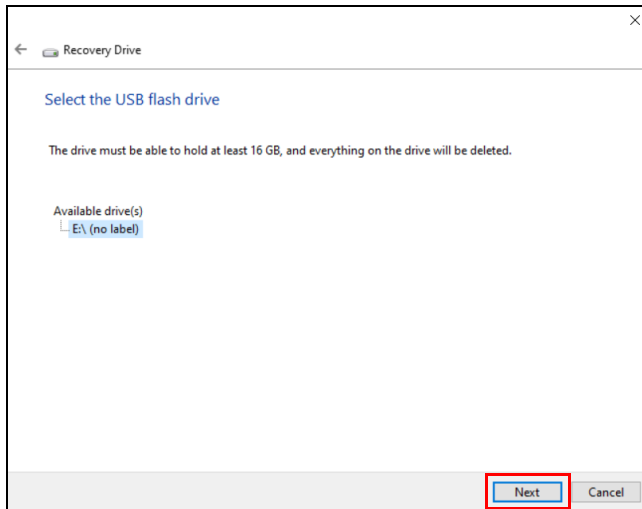 Recovery Drive
Select the USB flash drive
The drive must be able to hold at least 16 GB, and everything on the drive will be deleted.
Available drive(s)
E:\ (no label)
Next
Cancel